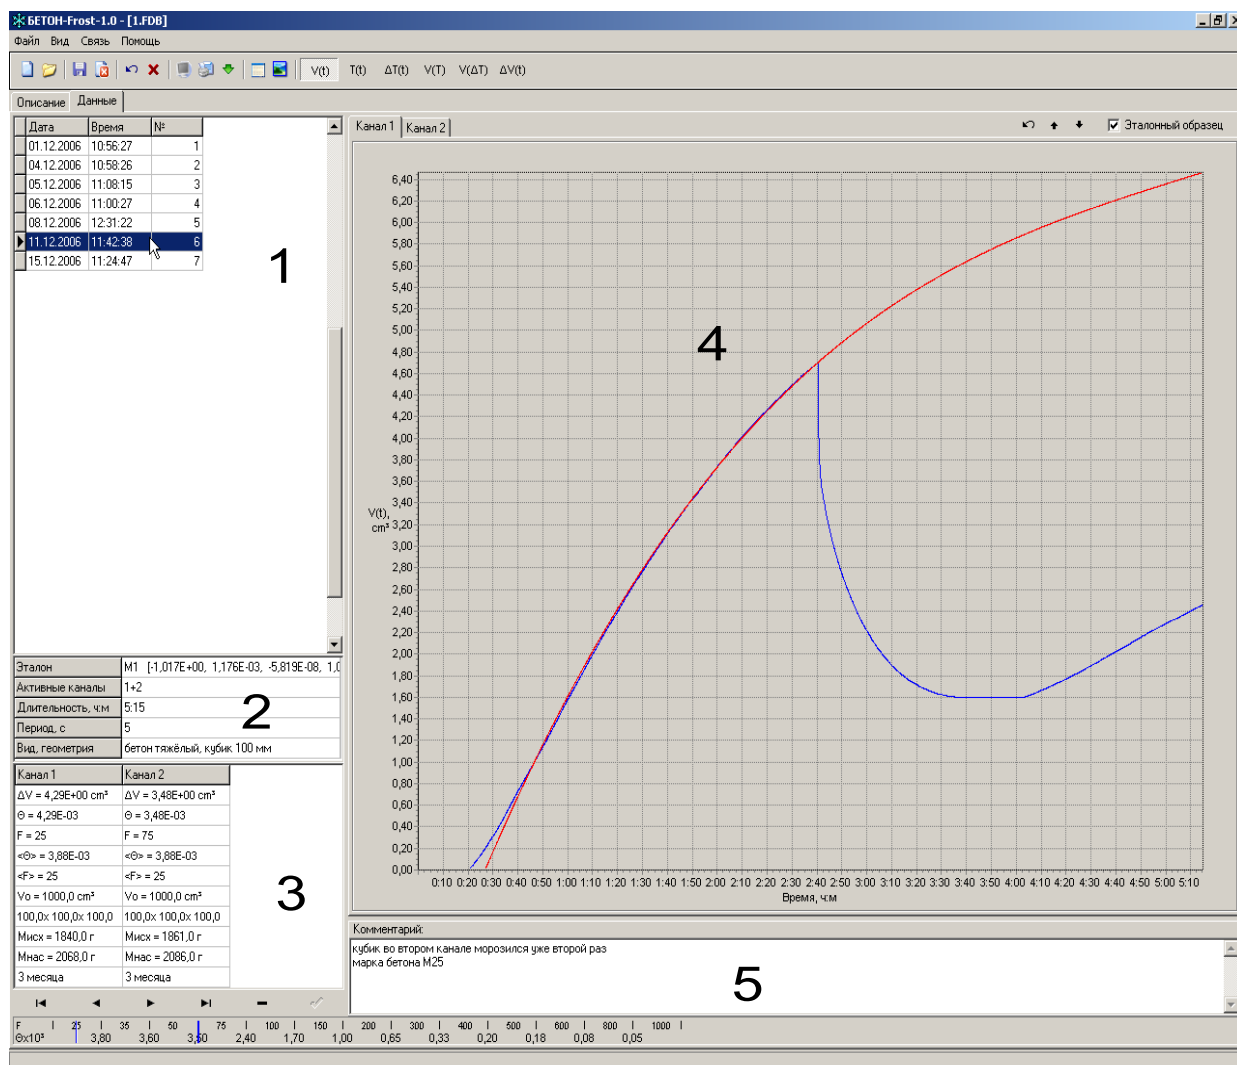 БЕТОН-Frost-1.0 - [1.FDB]
Файл Вид Связь Помощь
V(t) T(t) ΔT(t) V(T) V(ΔT) ΔV(t)
Описание Данные
Дата Время №
01.12.2006 10:56:27 1
04.12.2006 10:58:26 2
05.12.2006 11:08:15 3
06.12.2006 11:00:27 4
08.12.2006 12:31:22 5
11.12.2006 11:42:38 6
15.12.2006 11:24:47 7
1
Эталон М1 [-1,017E+00, 1,176E-03, -5,819E-08, 1,0
Активные каналы 1+2
Длительность, ч:м 5:15
Период, с 5
Вид, геометрия бетон тяжёлый, кубик 100 мм
2
Канал 1 Канал 2
ΔV = 4,29E+00 cm³ ΔV = 3,48E+00 cm³
Θ = 4,29E-03 Θ = 3,48E-03
F = 25 F = 75
<Θ> = 3,88E-03 <Θ> = 3,88E-03
<F> = 25 <F> = 25
Vo = 1000,0 cm³ Vo = 1000,0 cm³
100,0x 100,0x 100,0 100,0x 100,0x 100,0
Мисх = 1840,0 г Мисх = 1861,0 г
Мнас = 2068,0 г Мнас = 2086,0 г
3 месяца 3 месяца
3
Канал 1 Канал 2 Эталонный образец
6,40
6,20
6,00
5,80
5,60
5,40
5,20
5,00
4,80
4,60
4,40
4,20
4,00
3,80
3,60
3,40
V(t),
cm³ 3,20
3,00
2,80
2,60
2,40
2,20
2,00
1,80
1,60
1,40
1,20
1,00
0,80
0,60
0,40
0,20
0,00
4
0:10 0:20 0:30 0:40 0:50 1:00 1:10 1:20 1:30 1:40 1:50 2:00 2:10 2:20 2:30 2:40 2:50 3:00 3:10 3:20 3:30 3:40 3:50 4:00 4:10 4:20 4:30 4:40 4:50 5:00 5:10
Время, ч:м
Комментарий:
кубик во втором канале морозился уже второй раз
марка бетона М25
5
F 25 35 50 75 100 150 200 300 400 500 600 800 1000
Θx10³ 3,80 3,60 3,50 2,40 1,70 1,00 0,65 0,33 0,20 0,18 0,08 0,05